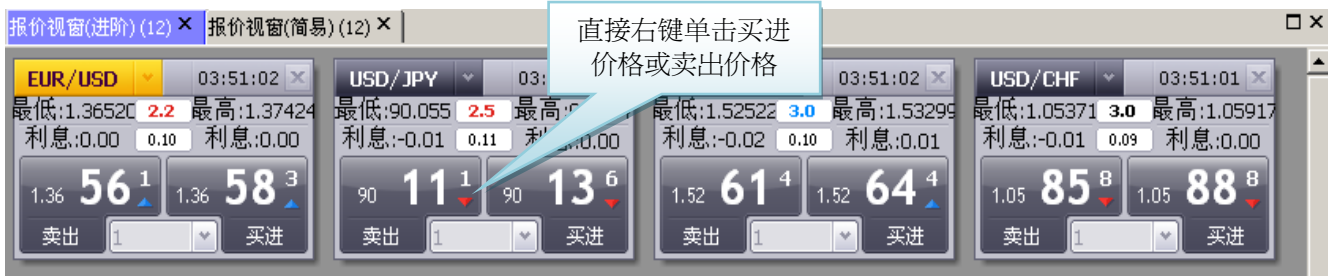 报价视窗(进阶) (12) 报价视窗(简易) (12)
直接右键单击买进
价格或卖出价格
EUR/USD 03:51:02
最低:1.36520 2.2 最高:1.37424
利息:0.00 0.10 利息:0.00
1.36 56 1 1.36 58 3
卖出 1 买进
USD/JPY 03:
最低:90.055 2.5 最高:
利息:-0.01 0.11 利息:0.00
90 11 1 90 13 6
卖出 1 买进
03:51:02
最低:1.52522 3.0 最高:1.53299
利息:-0.02 0.10 利息:0.01
1.52 61 4 1.52 64 4
卖出 1 买进
USD/CHF 03:51:01
最低:1.05371 3.0 最高:1.05917
利息:-0.01 0.09 利息:0.00
1.05 85 8 1.05 88 8
卖出 1 买进